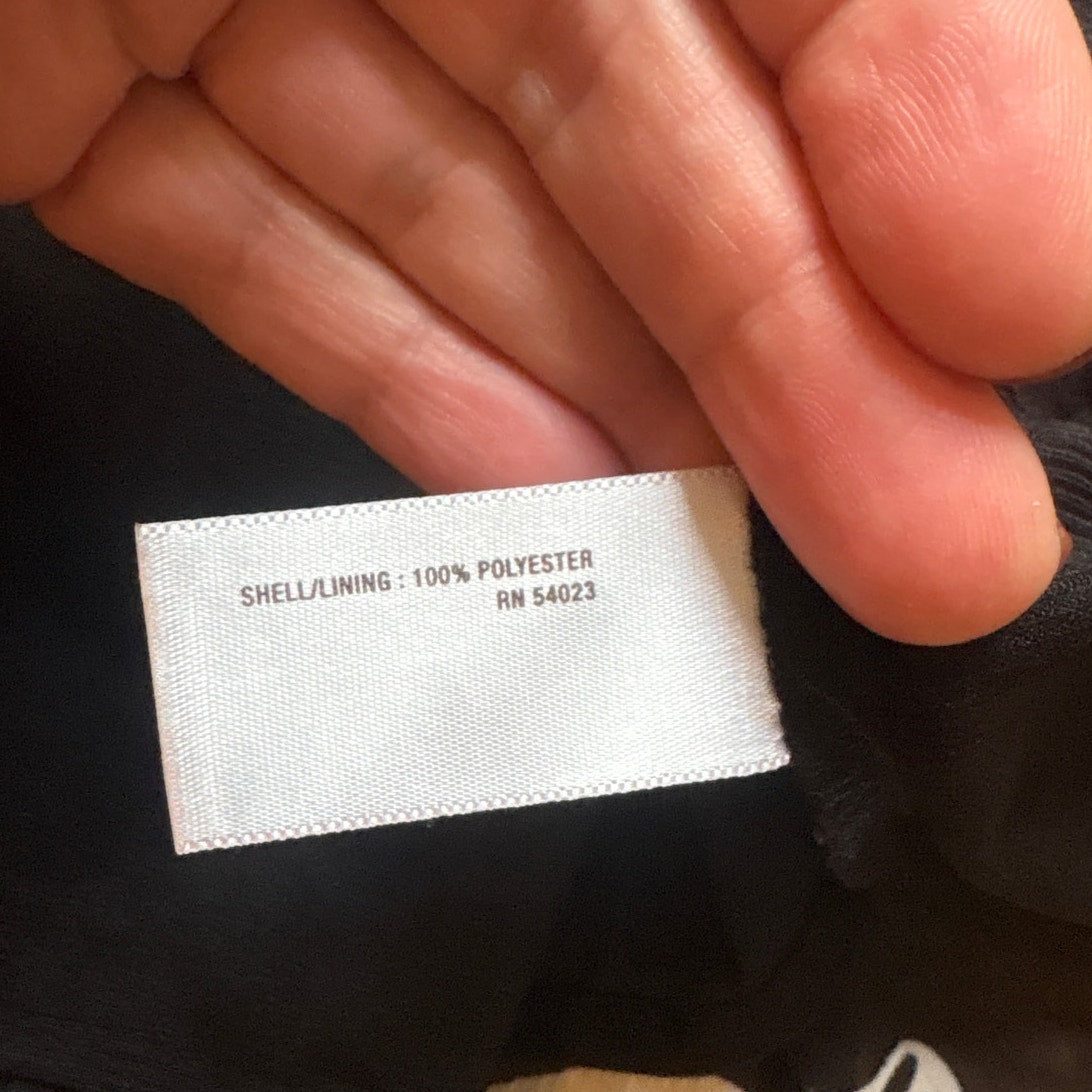 SHELL/LINING : 100% POLYESTER
RN 54023